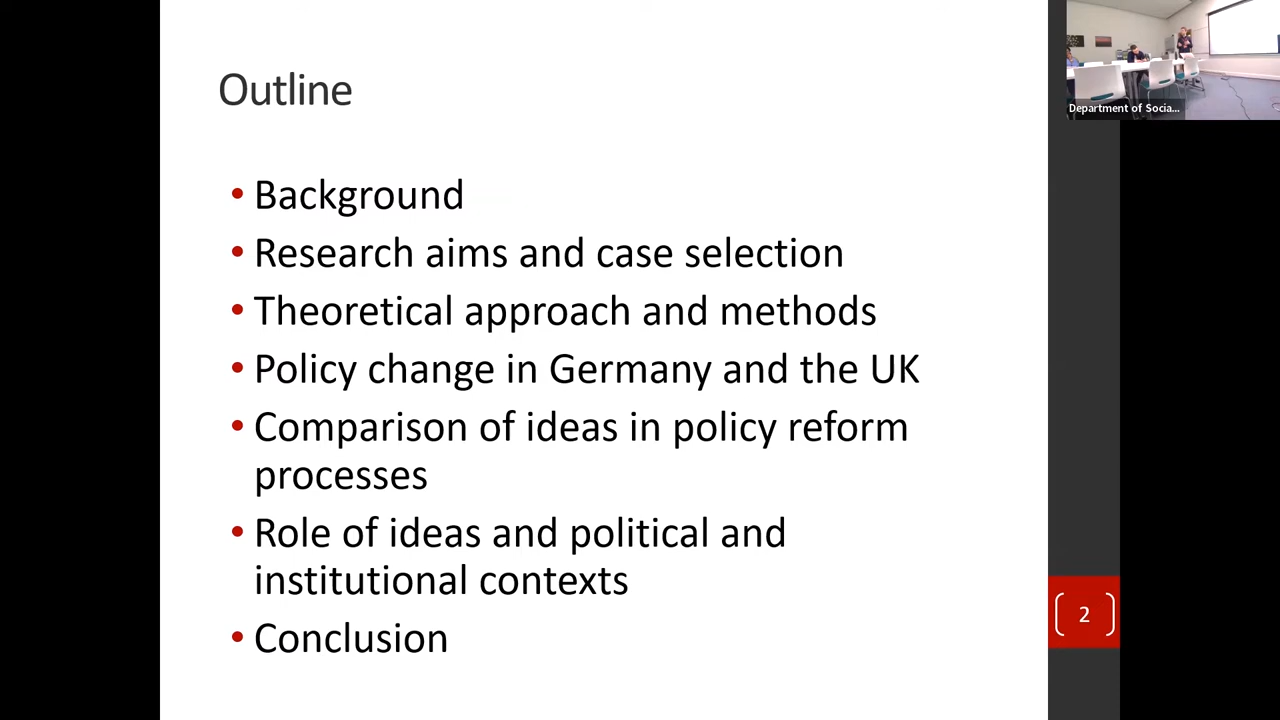 Outline
Department of Socia...
• Background
• Research aims and case selection
• Theoretical approach and methods
• Policy change in Germany and the UK
• Comparison of ideas in policy reform
processes
• Role of ideas and political and
institutional contexts
• Conclusion
2